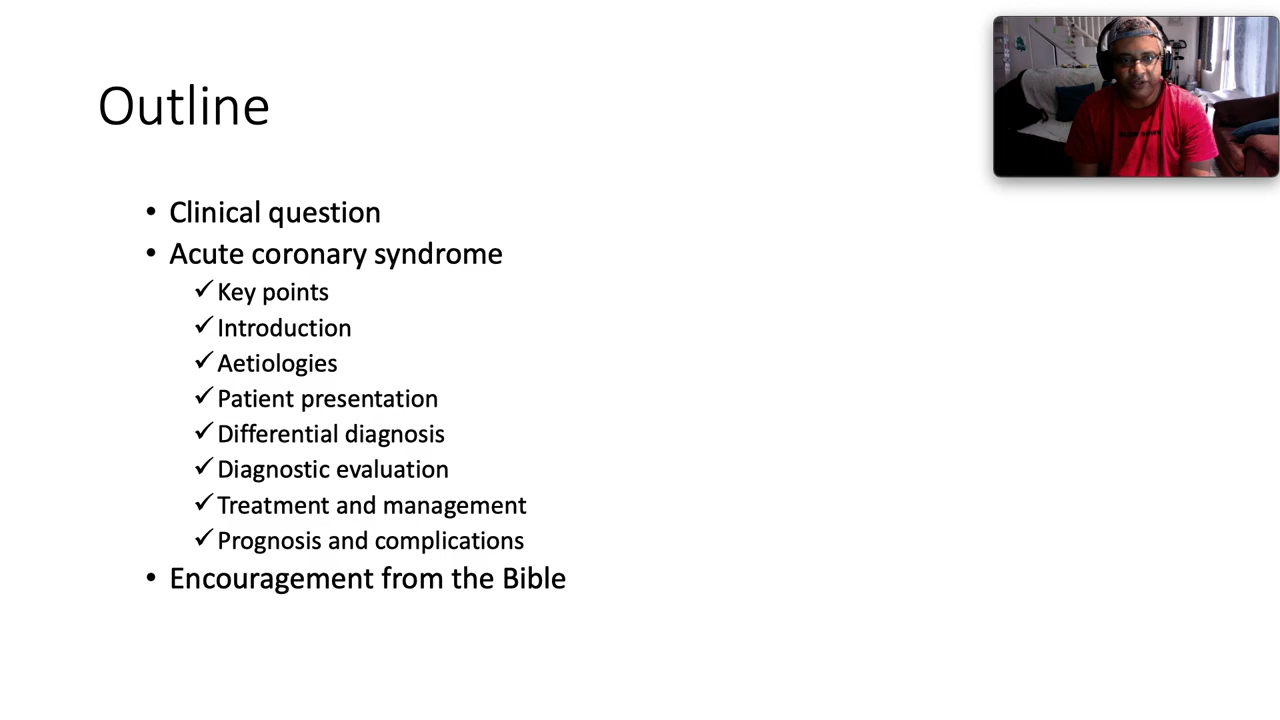 Outline
• Clinical question
• Acute coronary syndrome
✓ Key points
✓ Introduction
✓ Aetiologies
✓ Patient presentation
✓ Differential diagnosis
✓ Diagnostic evaluation
✓ Treatment and management
✓ Prognosis and complications
• Encouragement from the Bible